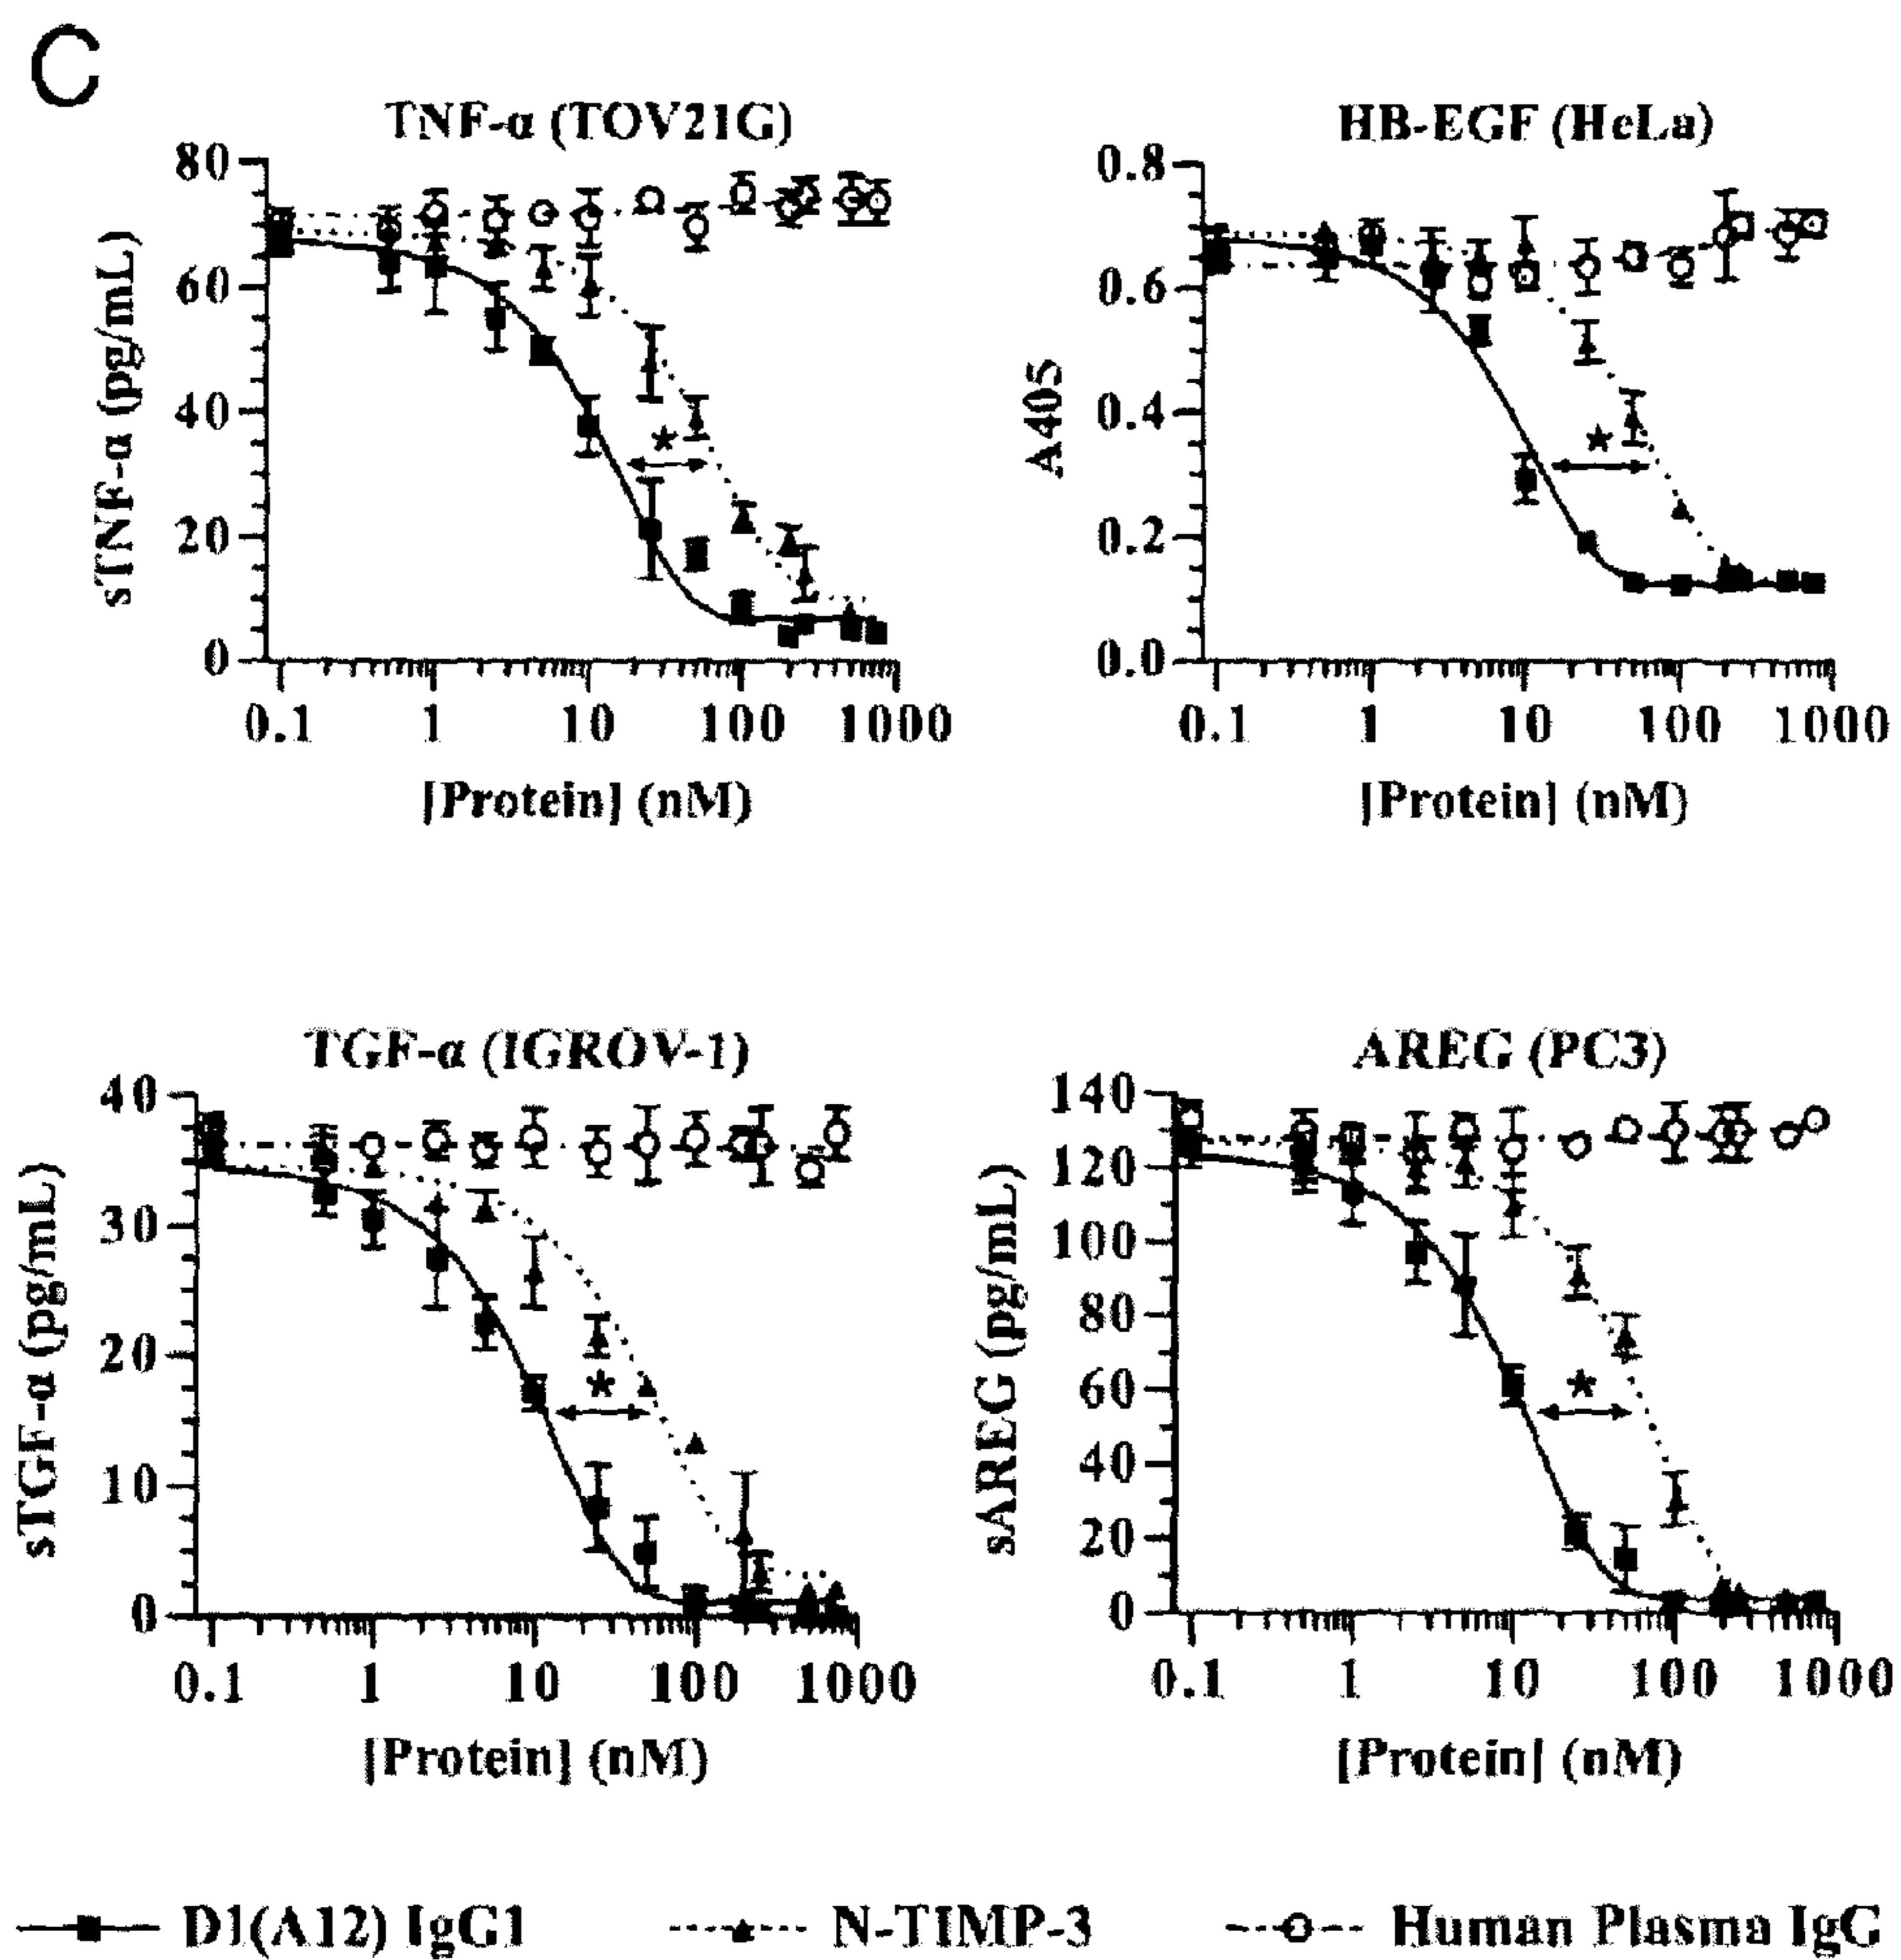 C
TNF-α (TOV21G)
80
60
40
20
0
sTNF-α (pg/mL)
0.1 1 10 100 1000
[Protein] (nM)
HB-EGF (HeLa)
0.8
0.6
0.4
0.2
0.0
A405
0.1 1 10 100 1000
[Protein] (nM)
TGF-α (IGROV-1)
40
30
20
10
0
sTGF-α (pg/mL)
0.1 1 10 100 1000
[Protein] (nM)
AREG (PC3)
140
120
100
80
60
40
20
0
sAREG (pg/mL)
0.1 1 10 100 1000
[Protein] (nM)
D1(A12) IgG1 N-TIMP-3 Human Plasma IgG